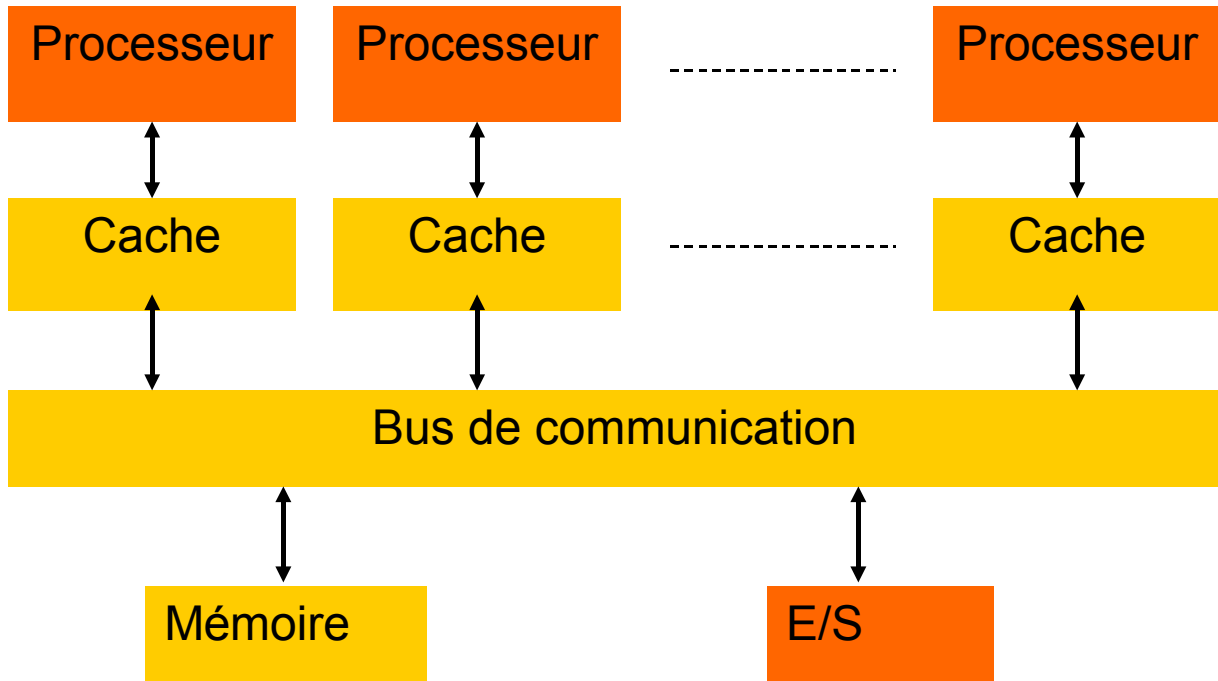 Processeur
Processeur
Processeur
Cache
Cache
Cache
Bus de communication
Mémoire
E/S